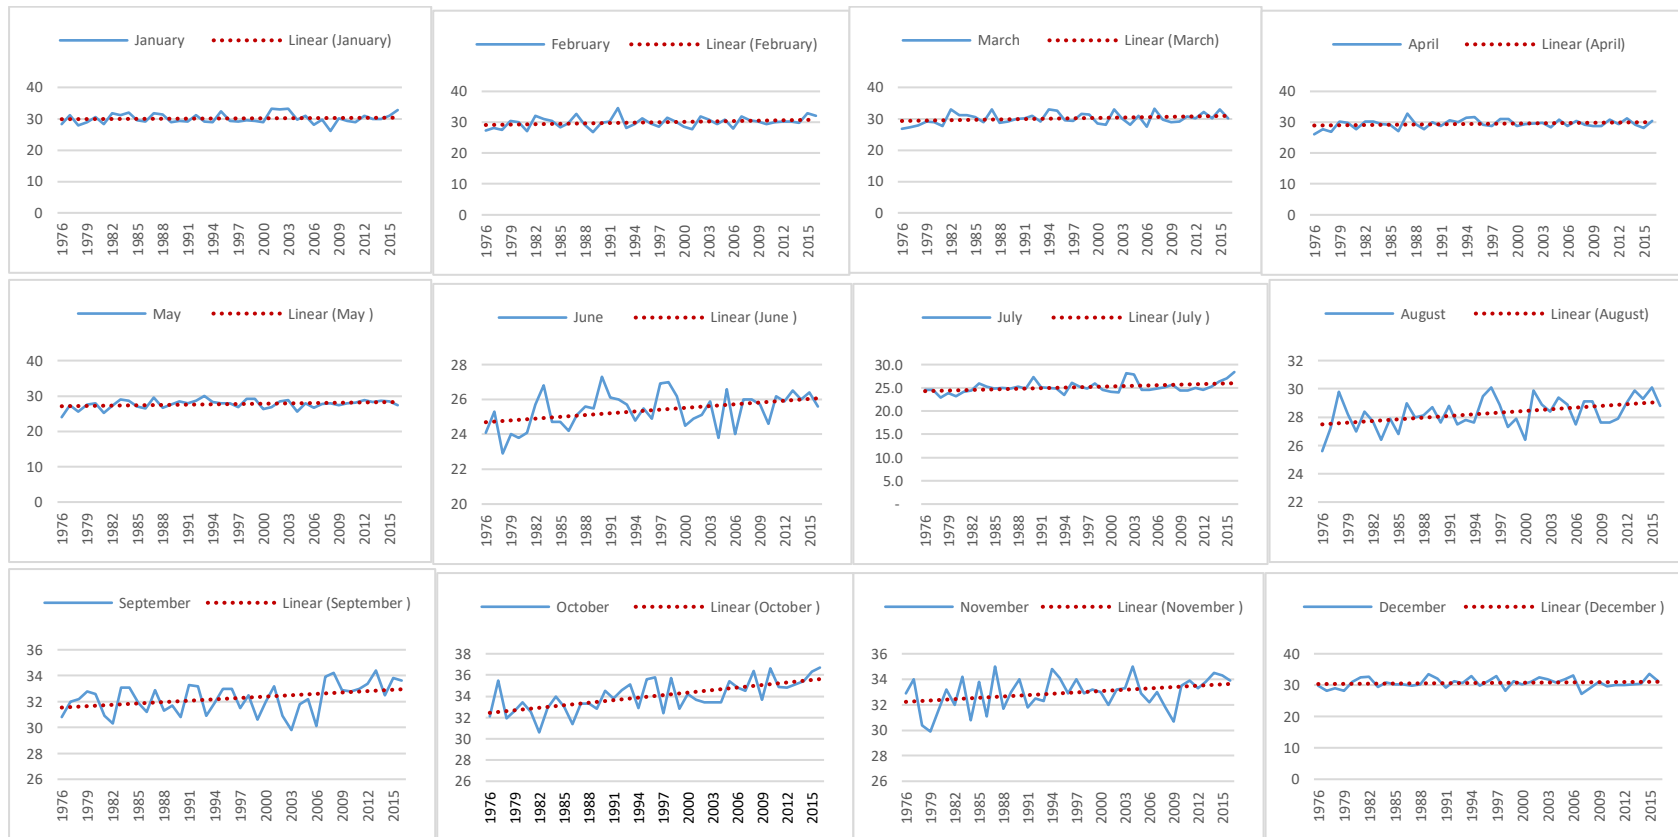 January Linear (January)
40
30
20
10
0
1976 1979 1982 1985 1988 1991 1994 1997 2000 2003 2006 2009 2012 2015
February Linear (February)
40
30
20
10
0
1976 1979 1982 1985 1988 1991 1994 1997 2000 2003 2006 2009 2012 2015
March Linear (March)
40
30
20
10
0
1976 1979 1982 1985 1988 1991 1994 1997 2000 2003 2006 2009 2012 2015
April Linear (April)
40
30
20
10
0
1976 1979 1982 1985 1988 1991 1994 1997 2000 2003 2006 2009 2012 2015
May Linear (May )
40
30
20
10
0
1976 1979 1982 1985 1988 1991 1994 1997 2000 2003 2006 2009 2012 2015
June Linear (June )
28
26
24
22
20
1976 1979 1982 1985 1988 1991 1994 1997 2000 2003 2006 2009 2012 2015
July Linear (July )
30.0
25.0
20.0
15.0
10.0
5.0
-
1976 1979 1982 1985 1988 1991 1994 1997 2000 2003 2006 2009 2012 2015
August Linear (August)
32
30
28
26
24
22
1976 1979 1982 1985 1988 1991 1994 1997 2000 2003 2006 2009 2012 2015
September Linear (September )
36
34
32
30
28
26
1976 1979 1982 1985 1988 1991 1994 1997 2000 2003 2006 2009 2012 2015
October Linear (October )
38
36
34
32
30
28
26
1976 1979 1982 1985 1988 1991 1994 1997 2000 2003 2006 2009 2012 2015
November Linear (November )
36
34
32
30
28
26
1976 1979 1982 1985 1988 1991 1994 1997 2000 2003 2006 2009 2012 2015
December Linear (December )
40
30
20
10
0
1976 1979 1982 1985 1988 1991 1994 1997 2000 2003 2006 2009 2012 2015